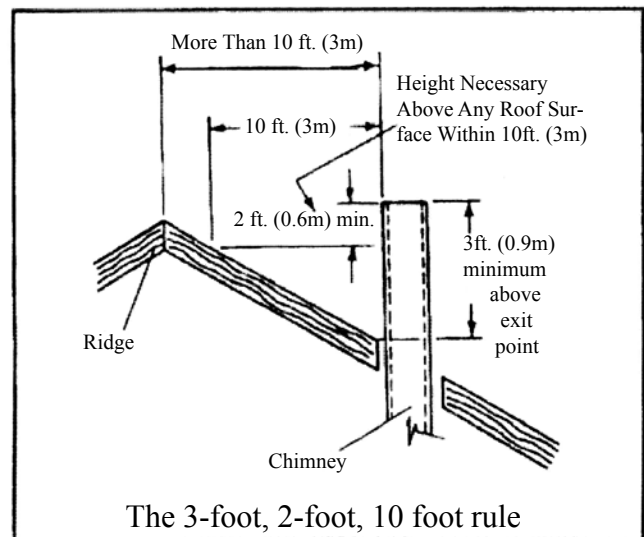 More Than 10 ft. (3m)
Height Necessary
Above Any Roof Sur-
face Within 10ft. (3m)
10 ft. (3m)
2 ft. (0.6m) min.
3ft. (0.9m)
minimum
above
exit
point
Ridge
Chimney
The 3-foot, 2-foot, 10 foot rule